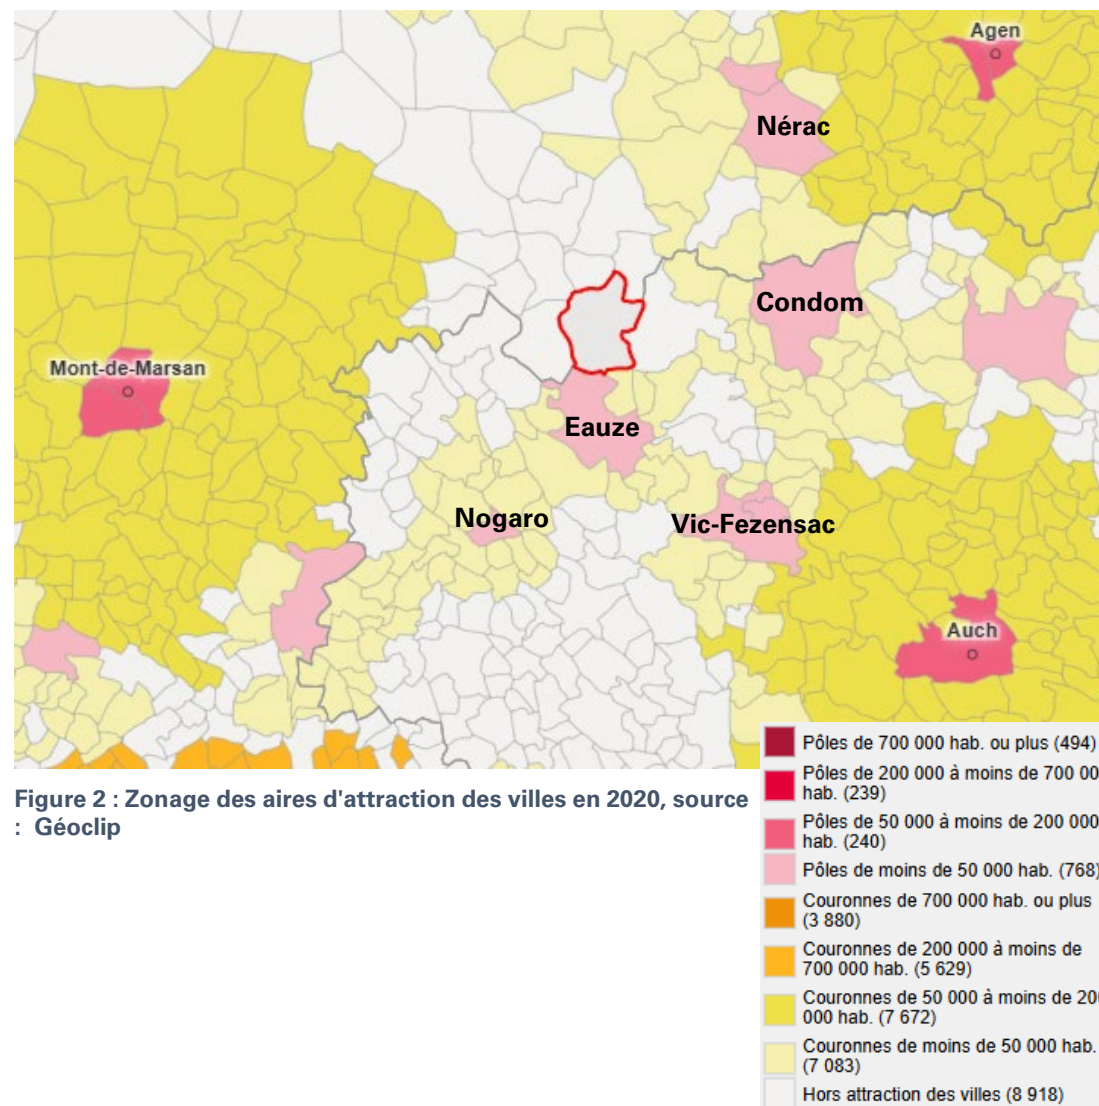 Agen
Nérac
Condom
Mont-de-Marsan
Eauze
Nogaro
Vic-Fezensac
Auch
Figure 2 : Zonage des aires d'attraction des villes en 2020, source
: Géoclip
Pôles de 700 000 hab. ou plus (494)
Pôles de 200 000 à moins de 700 00
hab. (239)
Pôles de 50 000 à moins de 200 000
hab. (240)
Pôles de moins de 50 000 hab. (768)
Couronnes de 700 000 hab. ou plus
(3 880)
Couronnes de 200 000 à moins de
700 000 hab. (5 629)
Couronnes de 50 000 à moins de 200
000 hab. (7 672)
Couronnes de moins de 50 000 hab.
(7 083)
Hors attraction des villes (8 918)